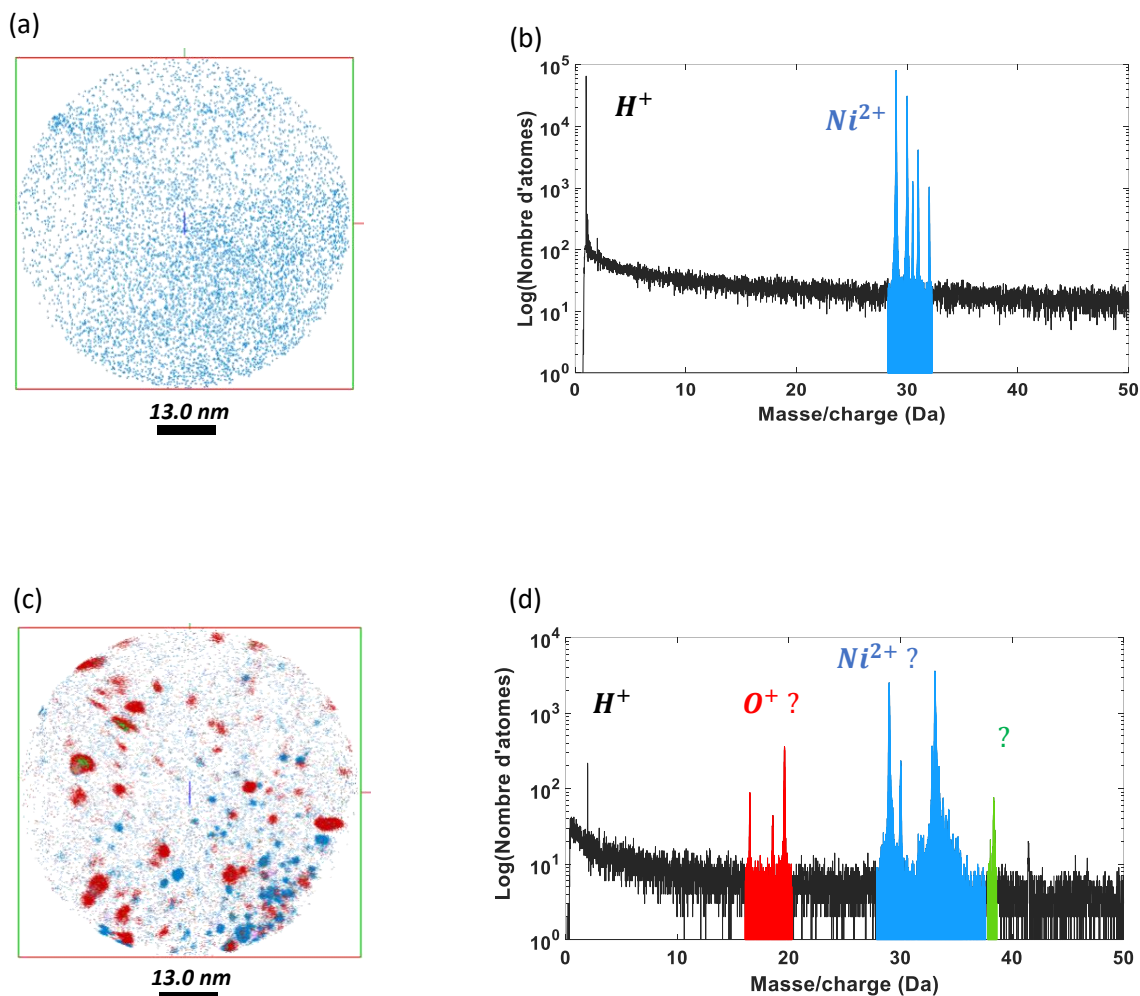 (a)
13.0 nm
(b)
Log(Nombre d'atomes)
10^5
10^4
10^3
10^2
10^1
10^0
H^+
Ni^{2+}
0 10 20 30 40 50
Masse/charge (Da)
(c)
13.0 nm
(d)
Log(Nombre d'atomes)
10^4
10^3
10^2
10^1
10^0
H^+
O^+ ?
Ni^{2+} ?
?
0 10 20 30 40 50
Masse/charge (Da)